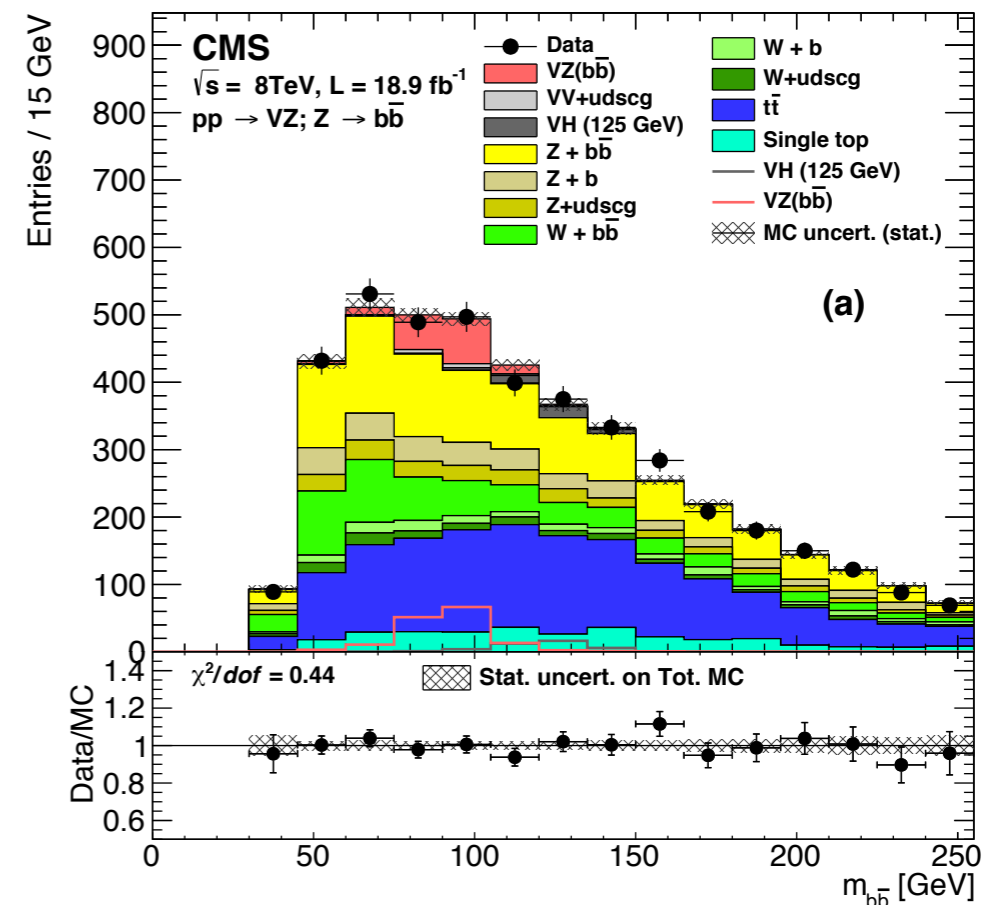 CMS
√s = 8TeV, L = 18.9 fb⁻¹
pp → VZ; Z → bb̅
Data
VZ(bb̅)
VV+udscg
VH (125 GeV)
Z + bb̅
Z + b
Z+udscg
W + bb̅
W + b
W+udscg
tt̅
Single top
VH (125 GeV)
VZ(bb̅)
MC uncert. (stat.)
(a)
Entries / 15 GeV
900
800
700
600
500
400
300
200
100
0
χ²/dof = 0.44
Stat. uncert. on Tot. MC
Data/MC
1.4
1.2
1
0.8
0.6
0
50
100
150
200
250
m_bb̅ [GeV]